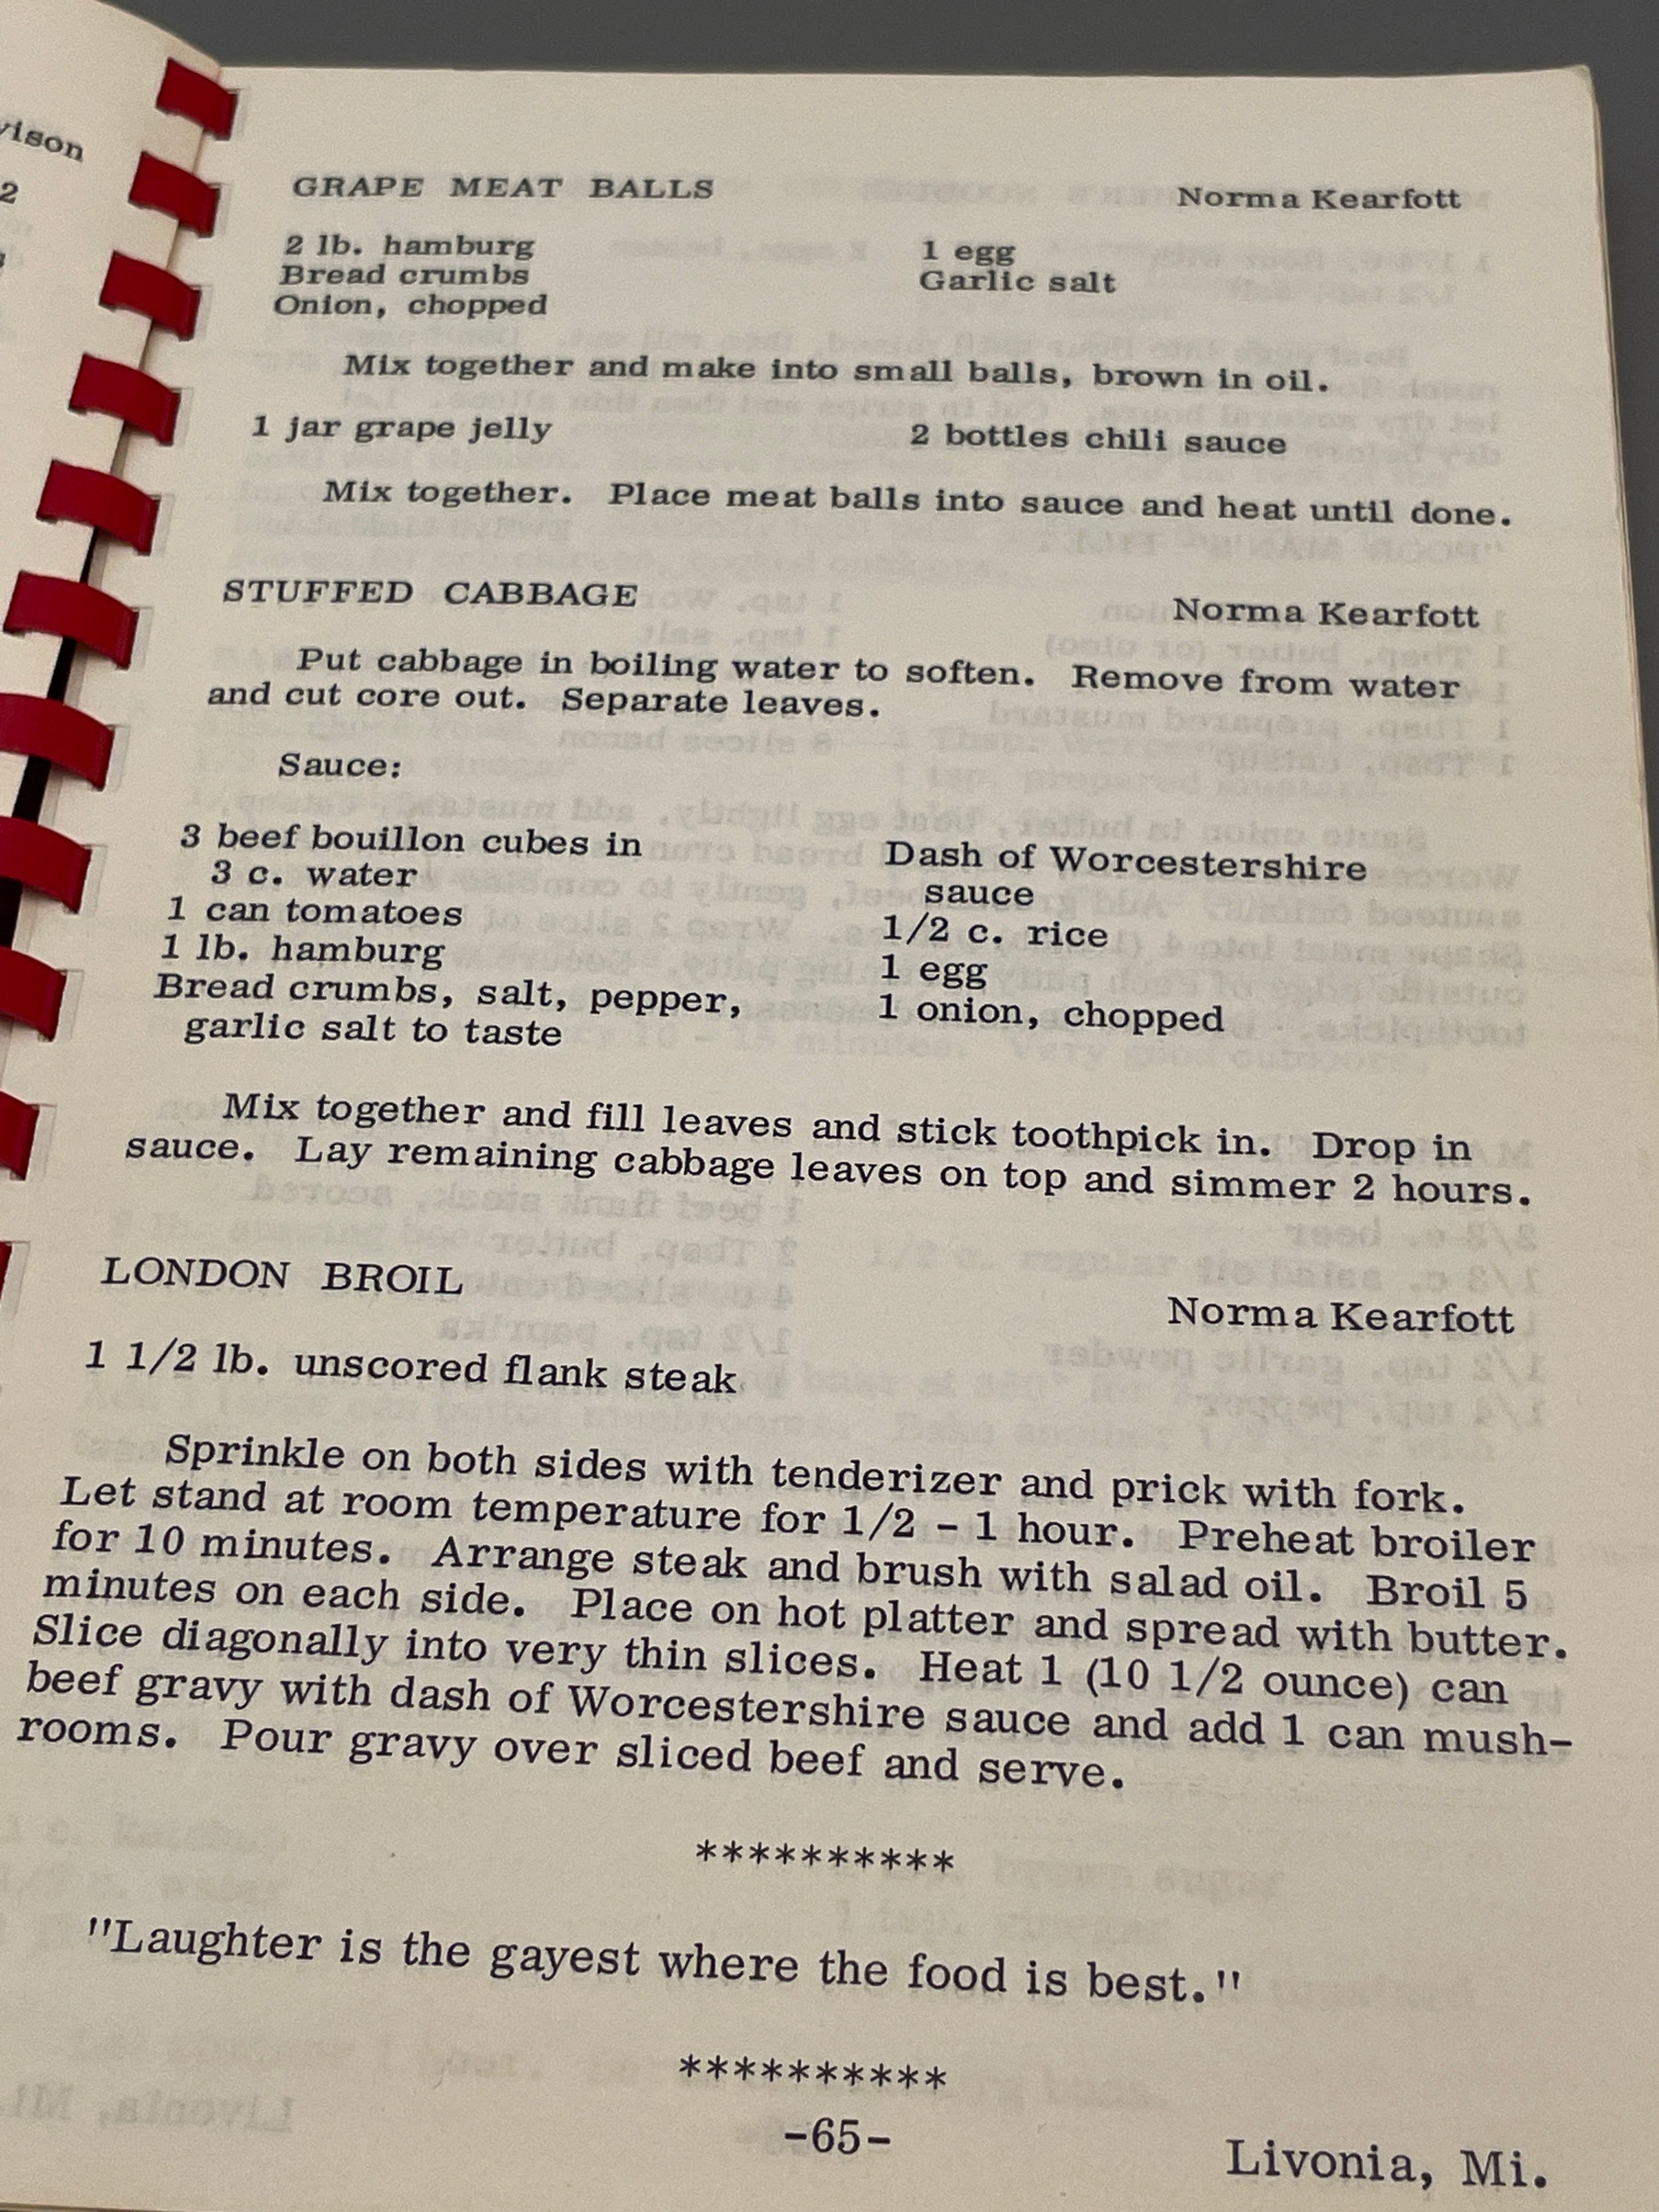 vison
2
GRAPE MEAT BALLS Norma Kearfott
2 lb. hamburg 1 egg
Bread crumbs Garlic salt
Onion, chopped
Mix together and make into small balls, brown in oil.
1 jar grape jelly 2 bottles chili sauce
Mix together. Place meat balls into sauce and heat until done.
STUFFED CABBAGE Norma Kearfott
Put cabbage in boiling water to soften. Remove from water
and cut core out. Separate leaves.
Sauce:
3 beef bouillon cubes in Dash of Worcestershire
3 c. water sauce
1 can tomatoes 1/2 c. rice
1 lb. hamburg 1 egg
Bread crumbs, salt, pepper, 1 onion, chopped
garlic salt to taste
Mix together and fill leaves and stick toothpick in. Drop in
sauce. Lay remaining cabbage leaves on top and simmer 2 hours.
LONDON BROIL Norma Kearfott
1 1/2 lb. unscored flank steak
Sprinkle on both sides with tenderizer and prick with fork.
Let stand at room temperature for 1/2 - 1 hour. Preheat broiler
for 10 minutes. Arrange steak and brush with salad oil. Broil 5
minutes on each side. Place on hot platter and spread with butter.
Slice diagonally into very thin slices. Heat 1 (10 1/2 ounce) can
beef gravy with dash of Worcestershire sauce and add 1 can mush-
rooms. Pour gravy over sliced beef and serve.
**********
"Laughter is the gayest where the food is best."
**********
-65-
Livonia, Mi.